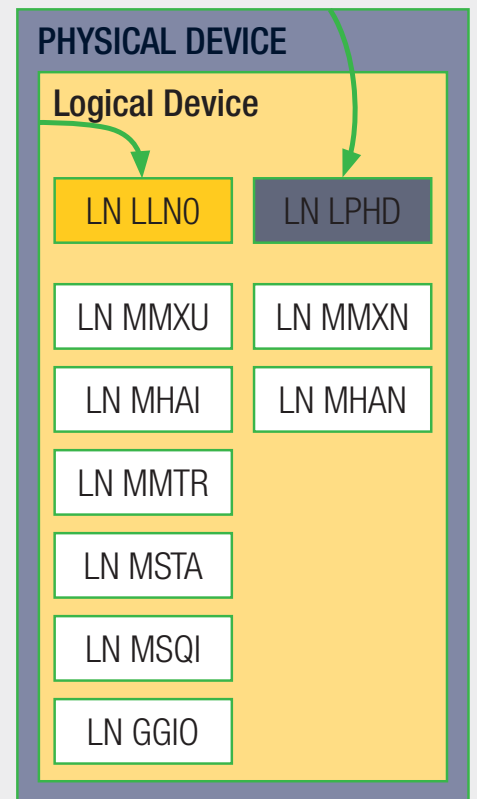 PHYSICAL DEVICE
Logical Device
LN LLN0 LN LPHD
LN MMXU LN MMXN
LN MHAI LN MHAN
LN MMTR
LN MSTA
LN MSQI
LN GGIO